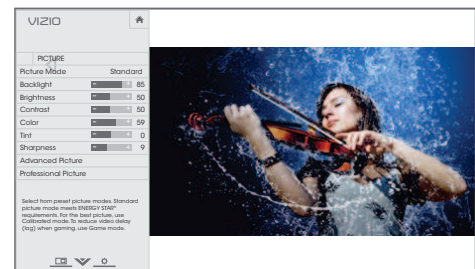 VIZIO
PICTURE
Picture Mode Standard
Backlight 85
Brightness 50
Contrast 50
Color 59
Tint 0
Sharpness 9
Advanced Picture
Professional Picture
Select from preset picture modes. Standard
picture mode meets ENERGY STAR®
requirements. For the best picture, use
Calibrated mode. To reduce video delay
(lag) when gaming, use Game mode.